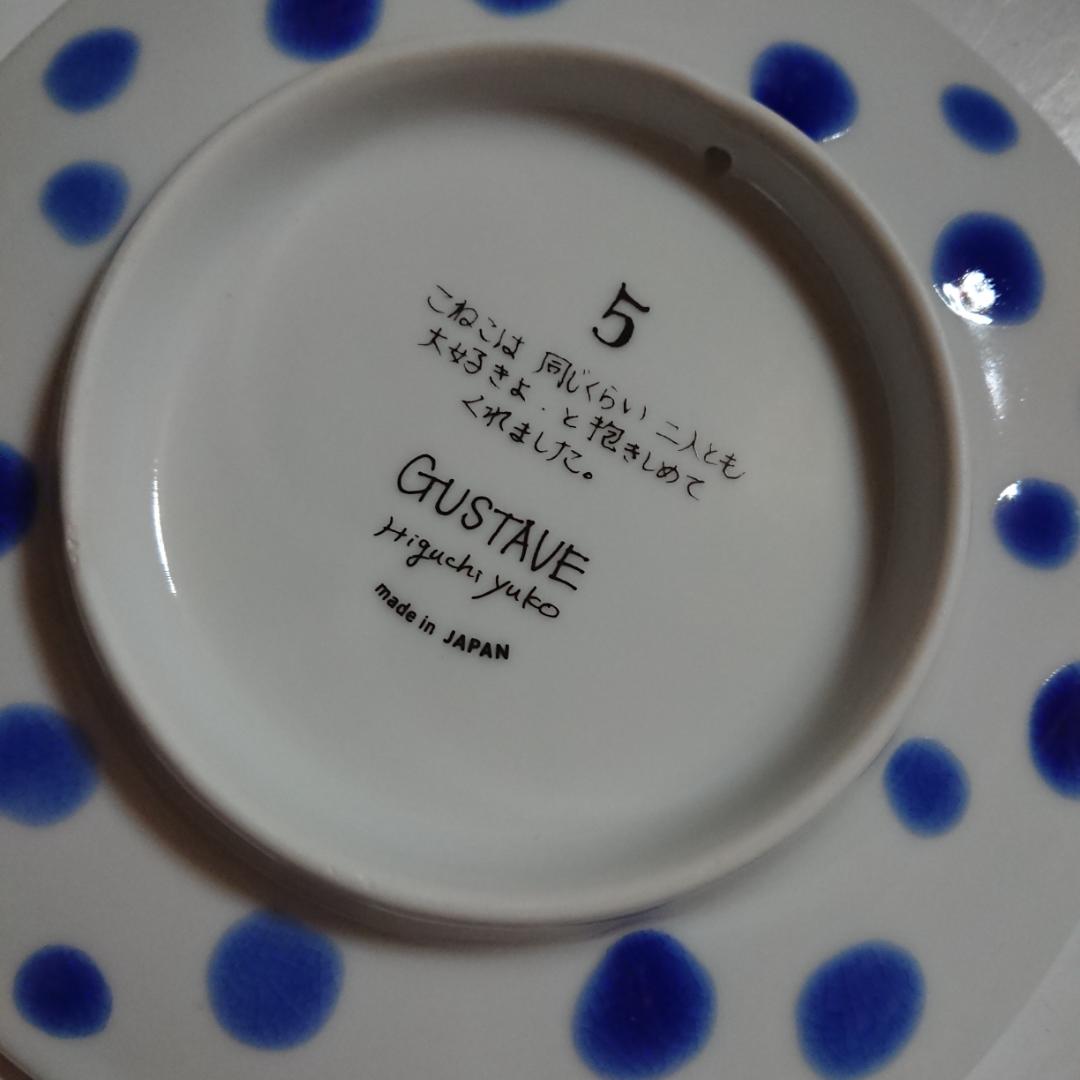 5
こねこは 同じくらい 二人とも
大好きよ．と抱きしめて
くれました。
GUSTAVE
Higuchi yuko
made in JAPAN